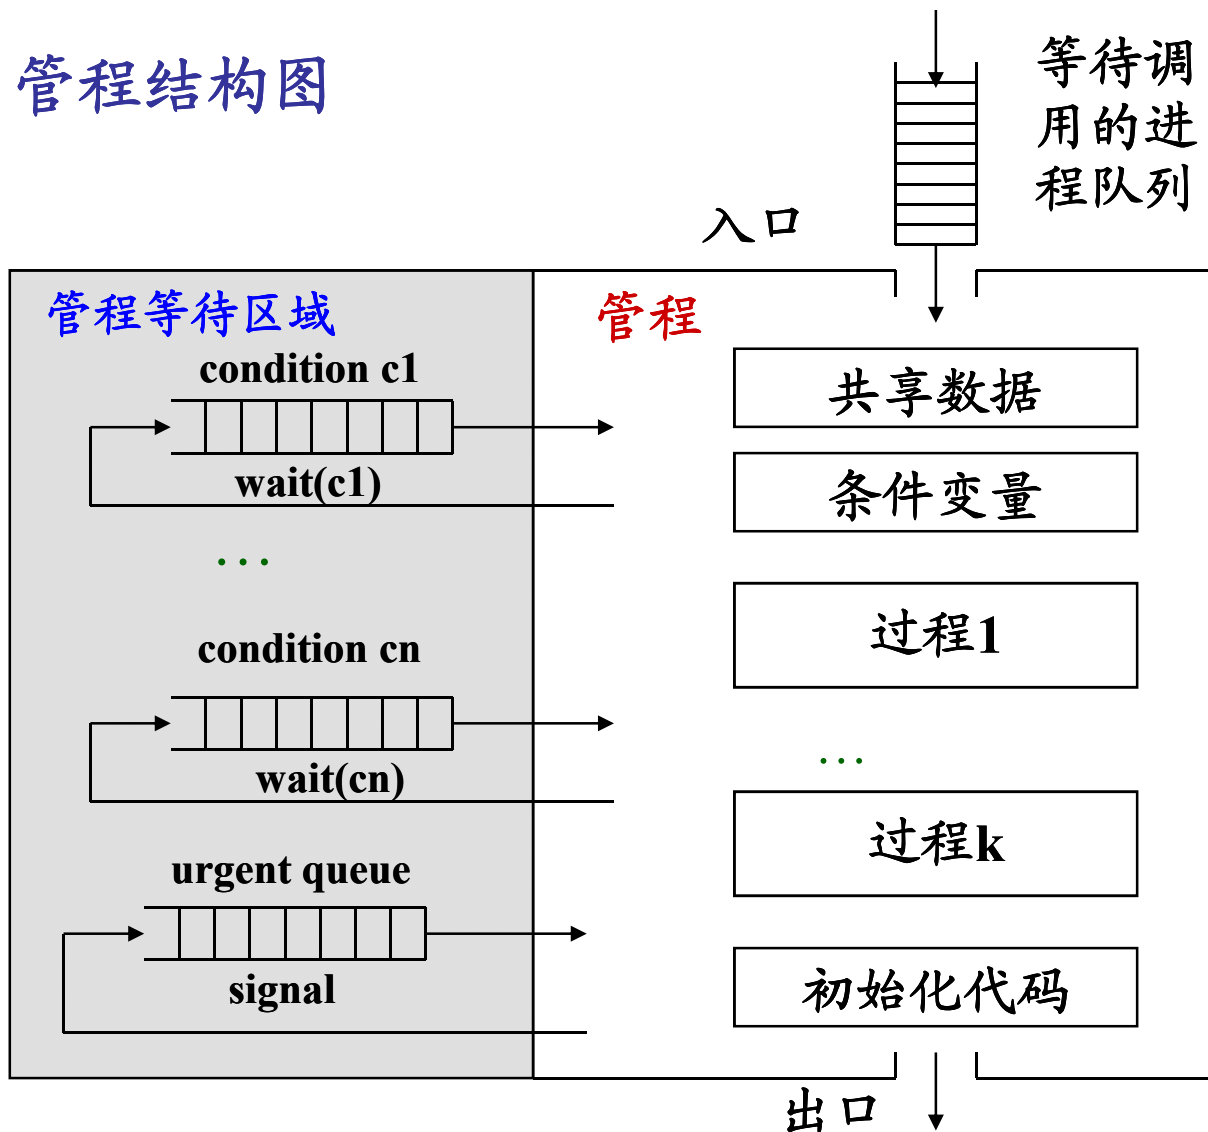 管程结构图
等待调
用的进
程队列
入口
管程等待区域
管程
condition c1
wait(c1)
...
condition cn
wait(cn)
urgent queue
signal
共享数据
条件变量
过程1
...
过程k
初始化代码
出口